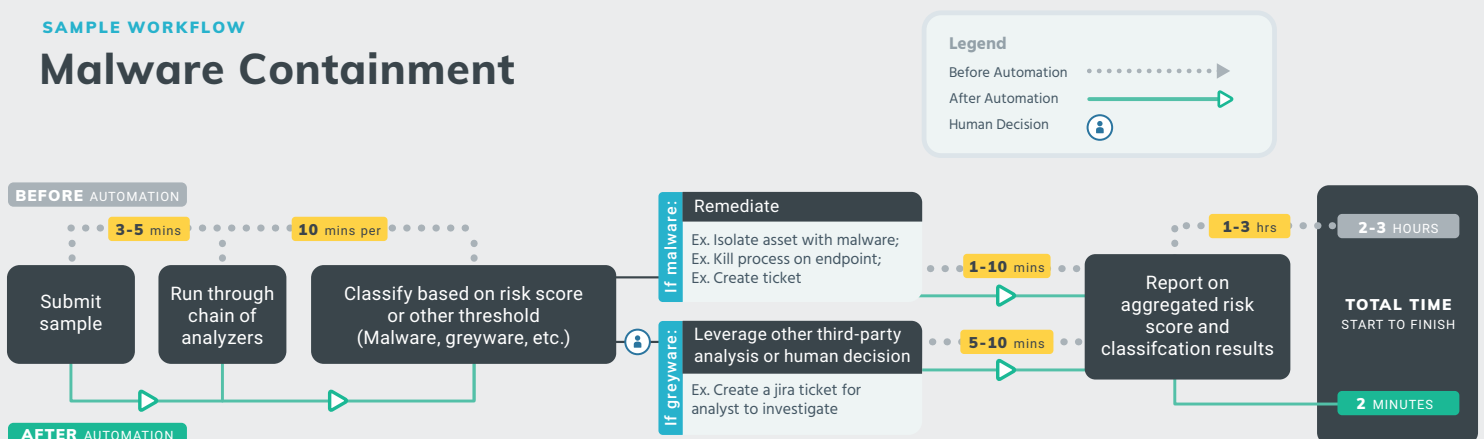 SAMPLE WORKFLOW
Malware Containment
Legend
Before Automation
After Automation
Human Decision
BEFORE AUTOMATION
3-5 mins
10 mins per
Submit
sample
Run through
chain of
analyzers
Classify based on risk score
or other threshold
(Malware, greyware, etc.)
If malware:
Remediate
Ex. Isolate asset with malware;
Ex. Kill process on endpoint;
Ex. Create ticket
If greyware:
Leverage other third-party
analysis or human decision
Ex. Create a jira ticket for
analyst to investigate
1-10 mins
5-10 mins
Report on
aggregated risk
score and
classifcation results
1-3 hrs
2-3 HOURS
TOTAL TIME
START TO FINISH
2 MINUTES
AFTER AUTOMATION